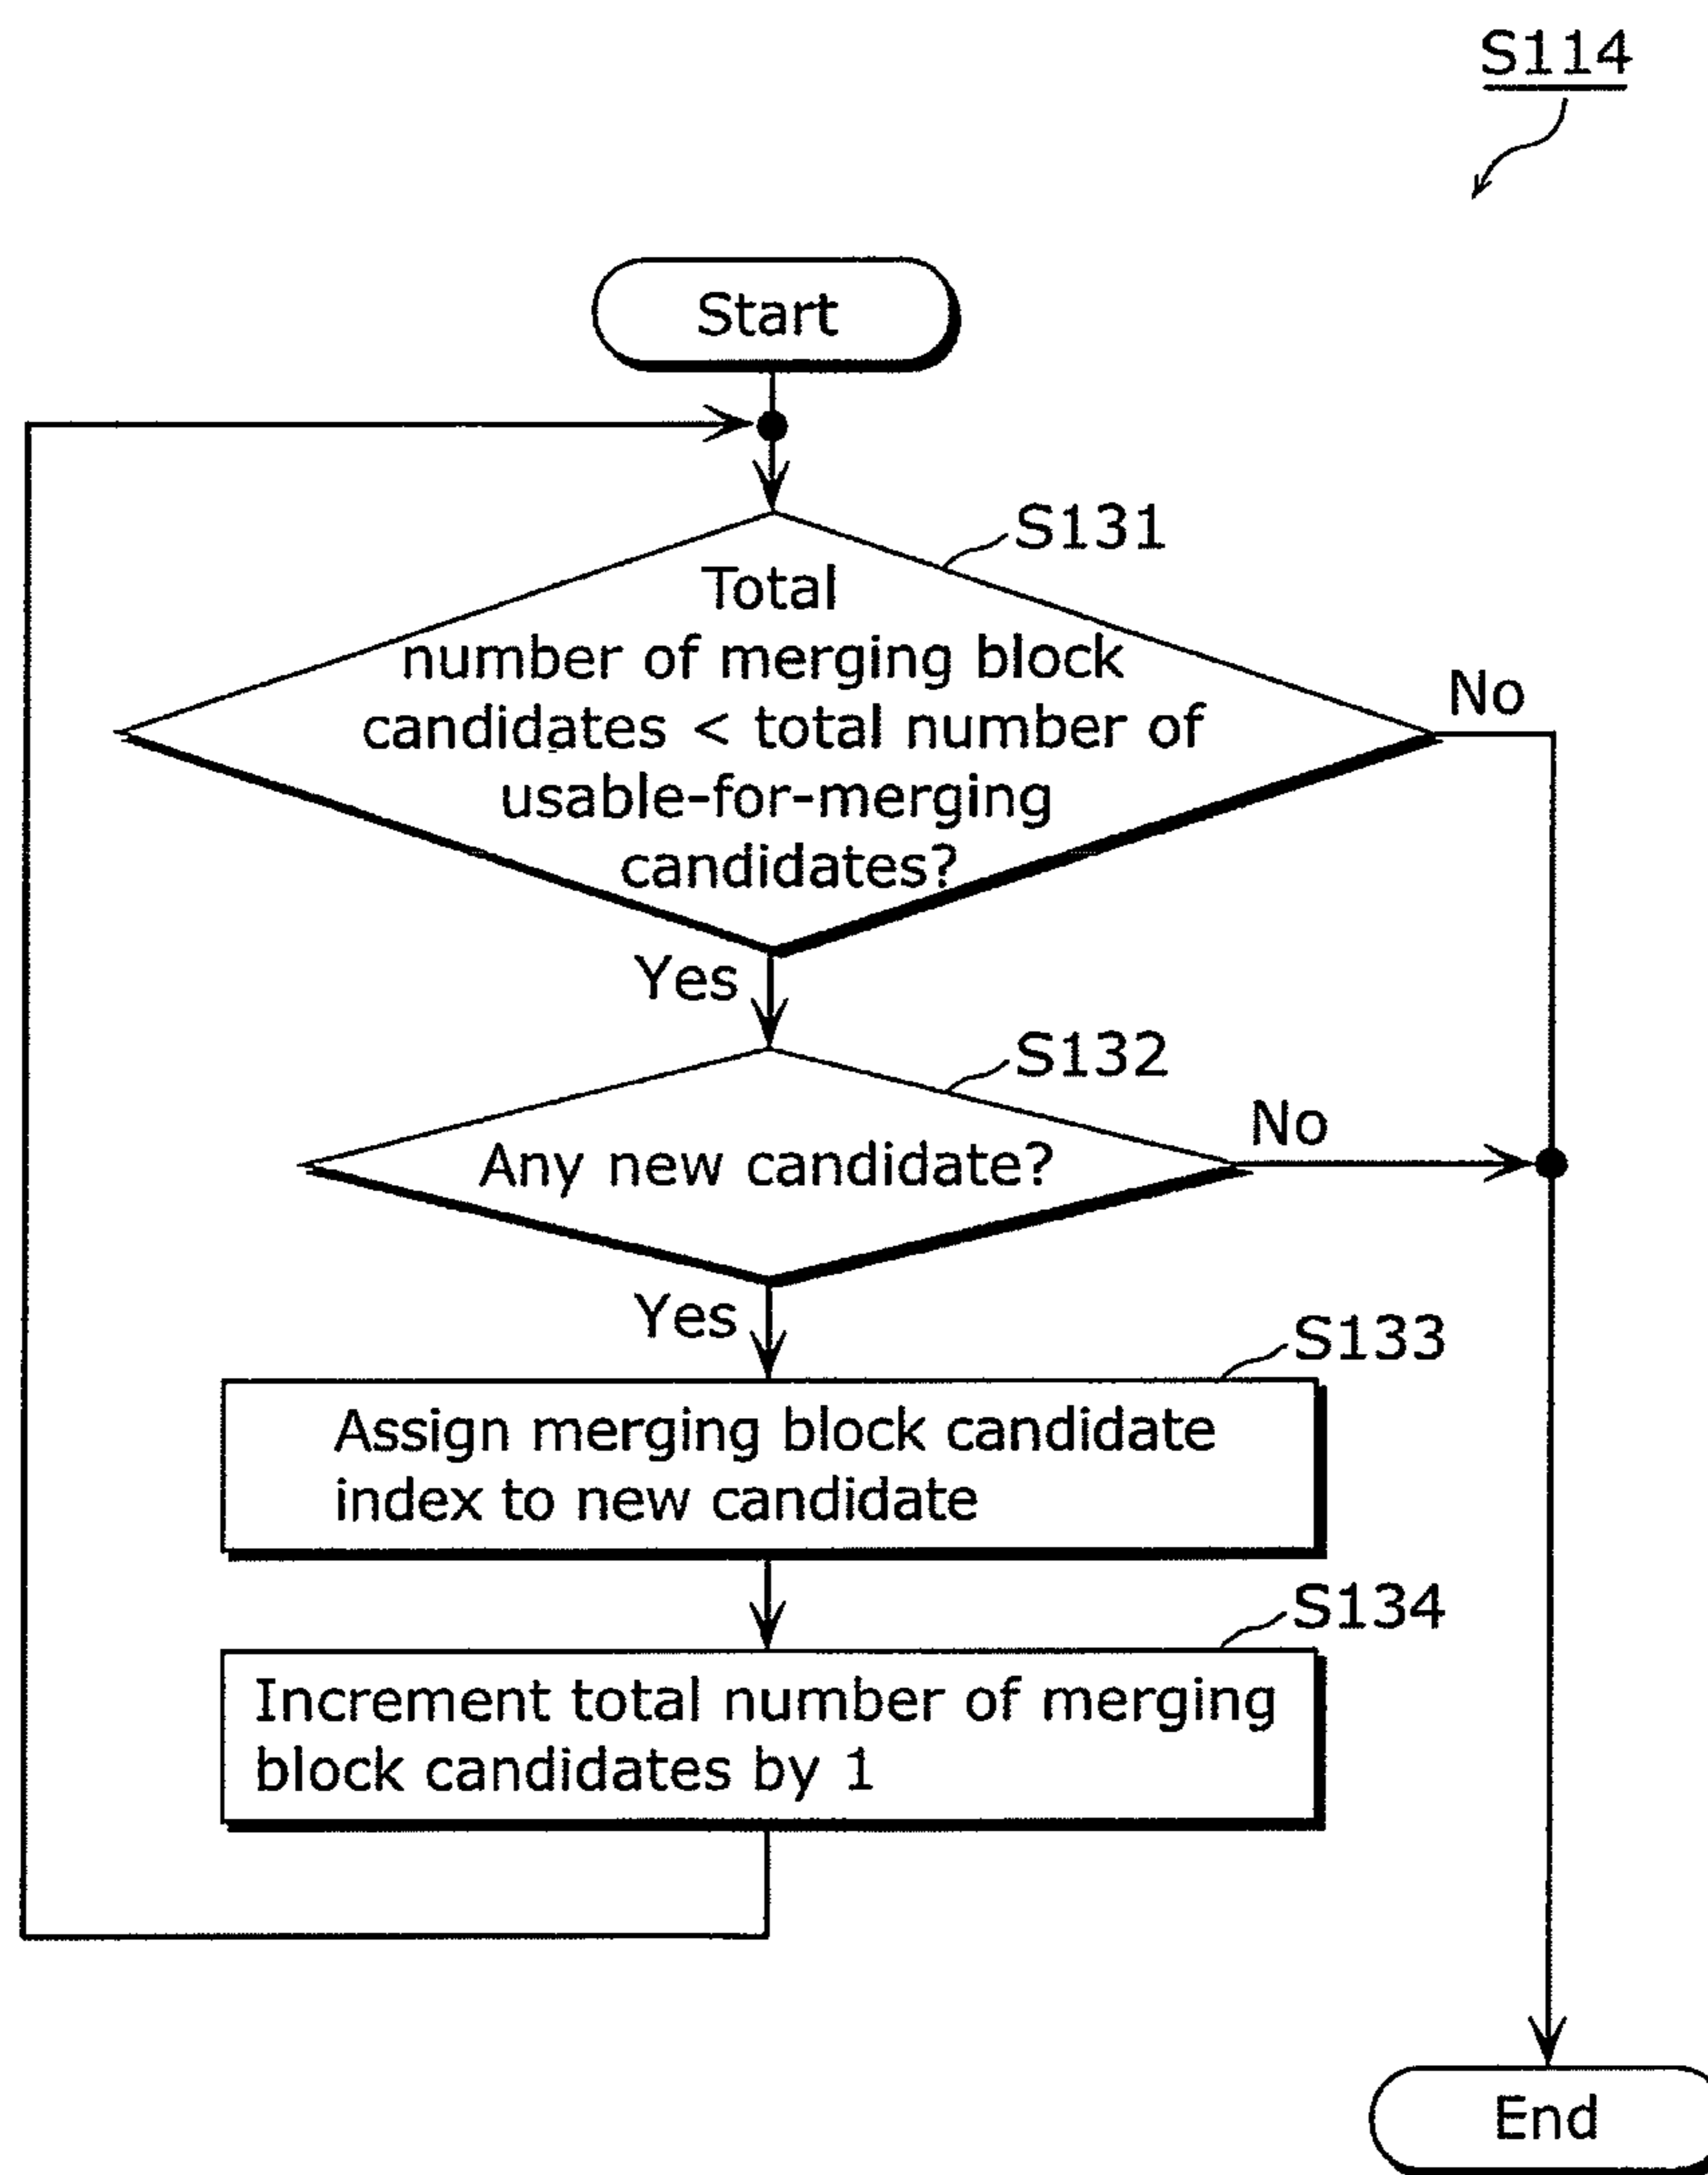 S114
Start
S131
Total
number of merging block
candidates < total number of
usable-for-merging
candidates?
No
Yes
S132
Any new candidate?
No
Yes
S133
Assign merging block candidate
index to new candidate
S134
Increment total number of merging
block candidates by 1
End